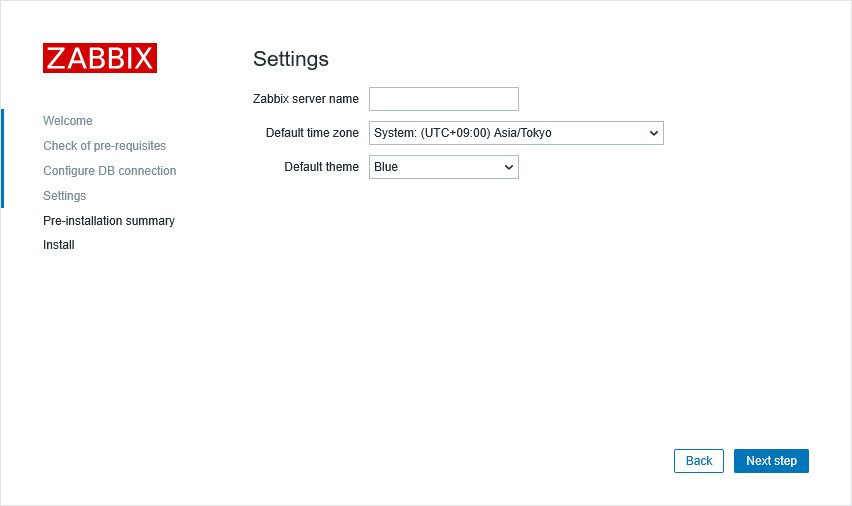 ZABBIX
Welcome
Check of pre-requisites
Configure DB connection
Settings
Pre-installation summary
Install
Settings
Zabbix server name
Default time zone System: (UTC+09:00) Asia/Tokyo
Default theme Blue
Back Next step